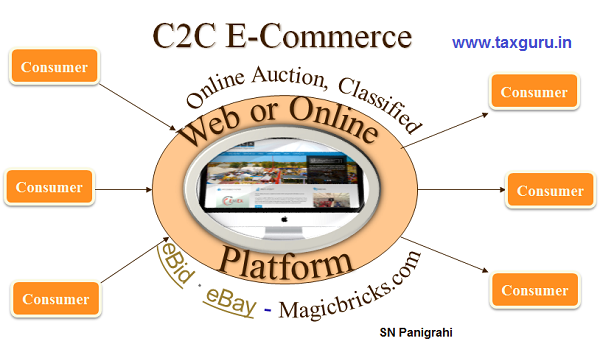 C2C E-Commerce
www.taxguru.in
Online Auction, Classified
Web or Online
Platform
eBid · eBay - Magicbricks.com
Consumer
Consumer
Consumer
Consumer
Consumer
Consumer
SN Panigrahi